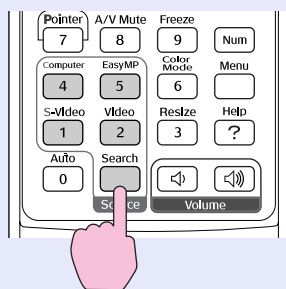 Pointer A/V Mute Freeze
7 8 9 Num
Computer EasyMP Color Mode Menu
4 5 6
S-Video Video Resize Help
1 2 3 ?
Auto Search
0
Source Volume